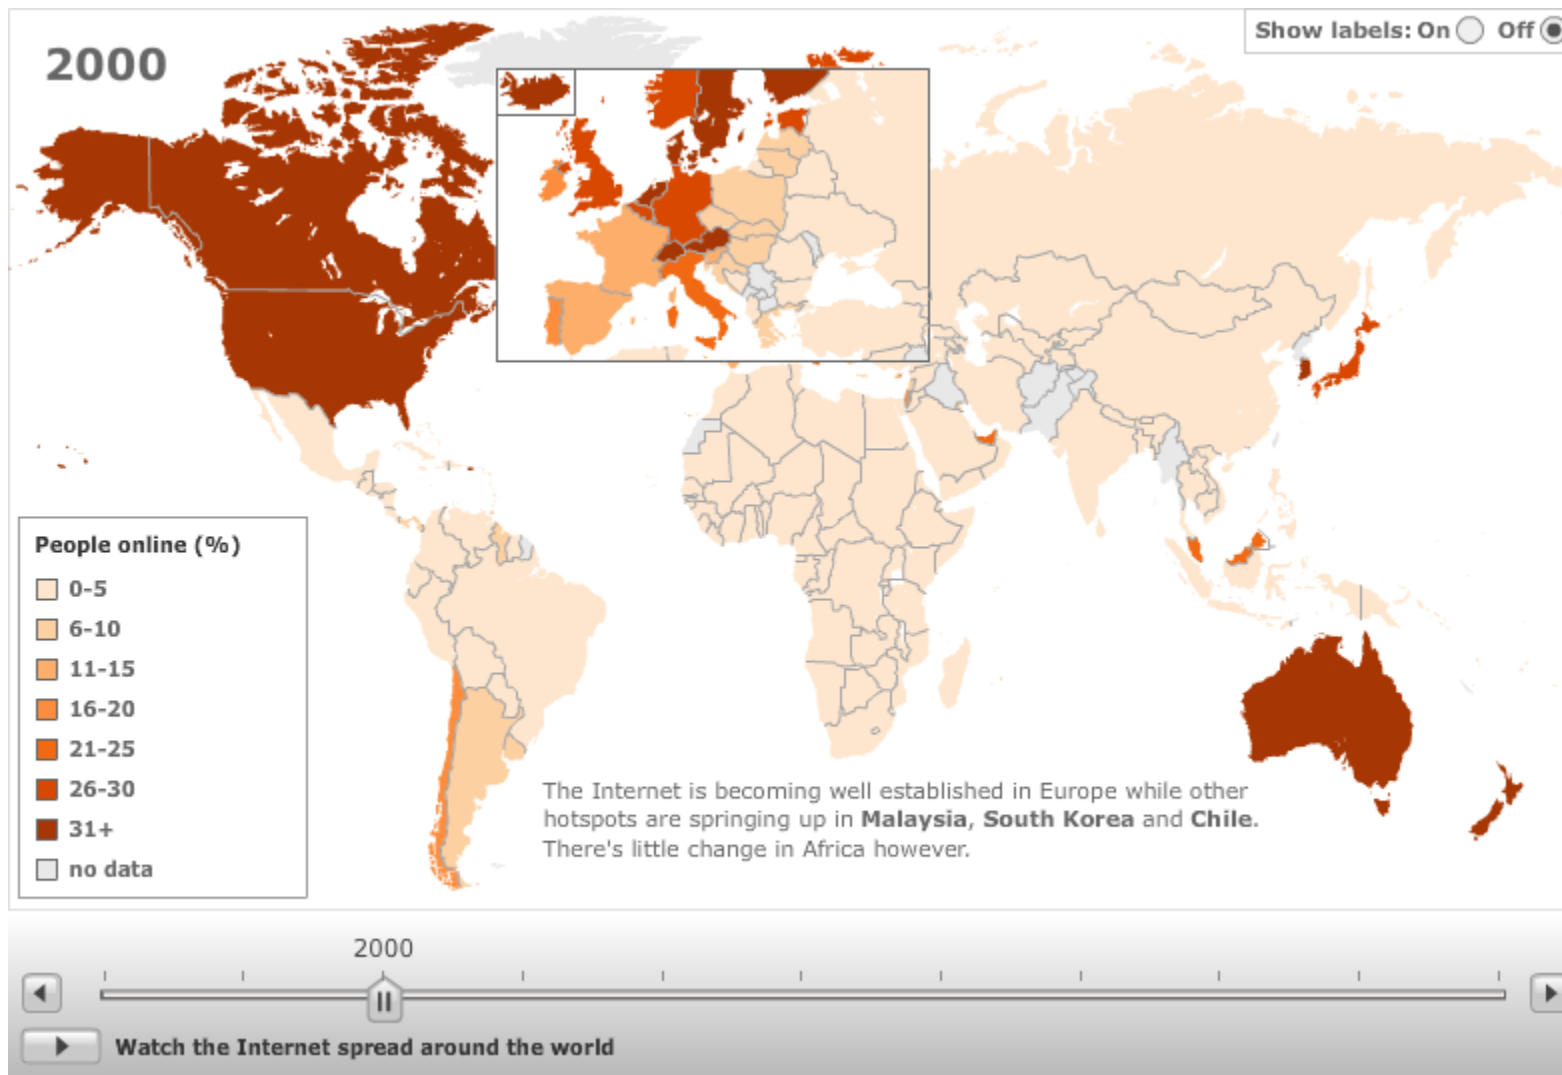 2000
Show labels: On Off
People online (%)
0-5
6-10
11-15
16-20
21-25
26-30
31+
no data
The Internet is becoming well established in Europe while other
hotspots are springing up in Malaysia, South Korea and Chile.
There's little change in Africa however.
2000
Watch the Internet spread around the world